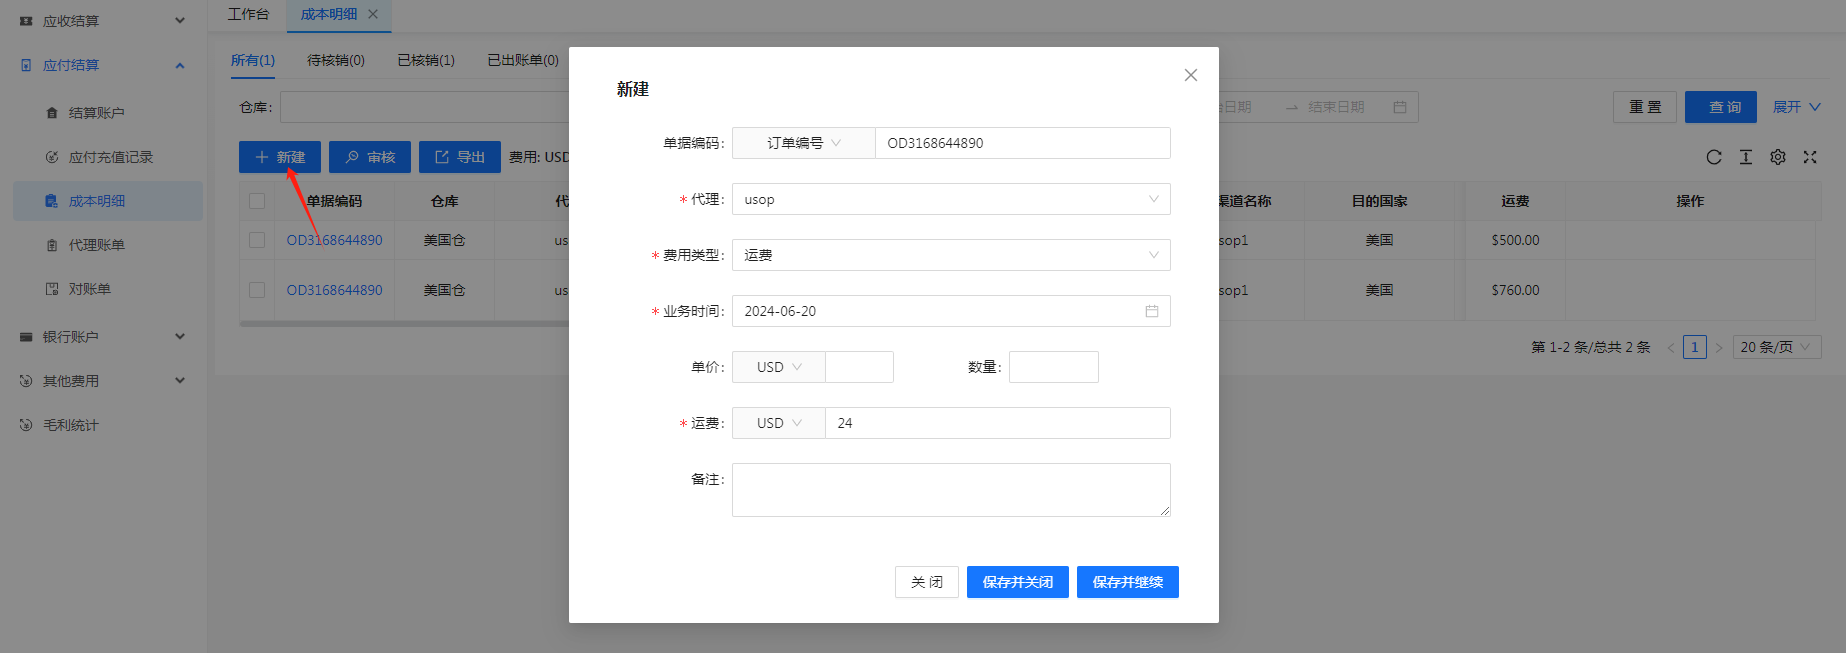 应收结算
应付结算
结算账户
应付充值记录
成本明细
代理账单
对账单
银行账户
其他费用
毛利统计
工作台
成本明细
所有(1)
待核销(0)
已核销(1)
已出账单(0)
仓库:
日期
结束日期
重置
查询
展开
新建
审核
导出
费用: USD
单据编码
仓库
代
渠道名称
目的国家
运费
操作
OD3168644890
美国仓
us
sop1
美国
$500.00
OD3168644890
美国仓
us
sop1
美国
$760.00
第 1-2 条/总共 2 条
1
20 条/页
新建
单据编码:
订单编号
OD3168644890
* 代理:
usop
* 费用类型:
运费
* 业务时间:
2024-06-20
单价:
USD
数量:
* 运费:
USD
24
备注:
关闭
保存并关闭
保存并继续